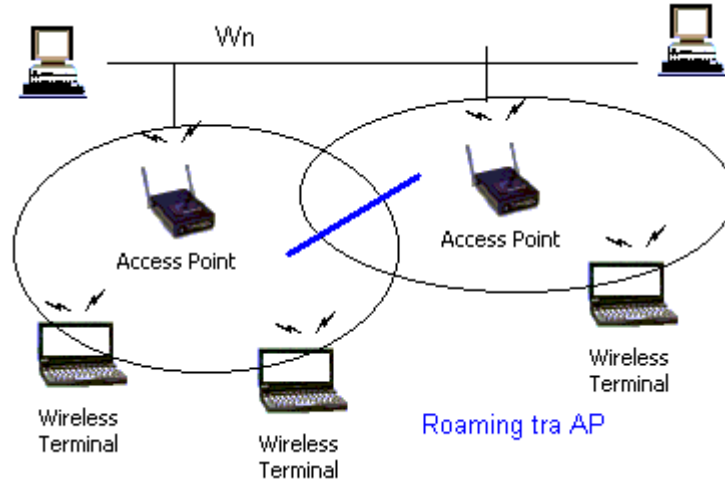 Wn
Access Point
Access Point
Wireless
Terminal
Wireless
Terminal
Wireless
Terminal
Roaming tra AP